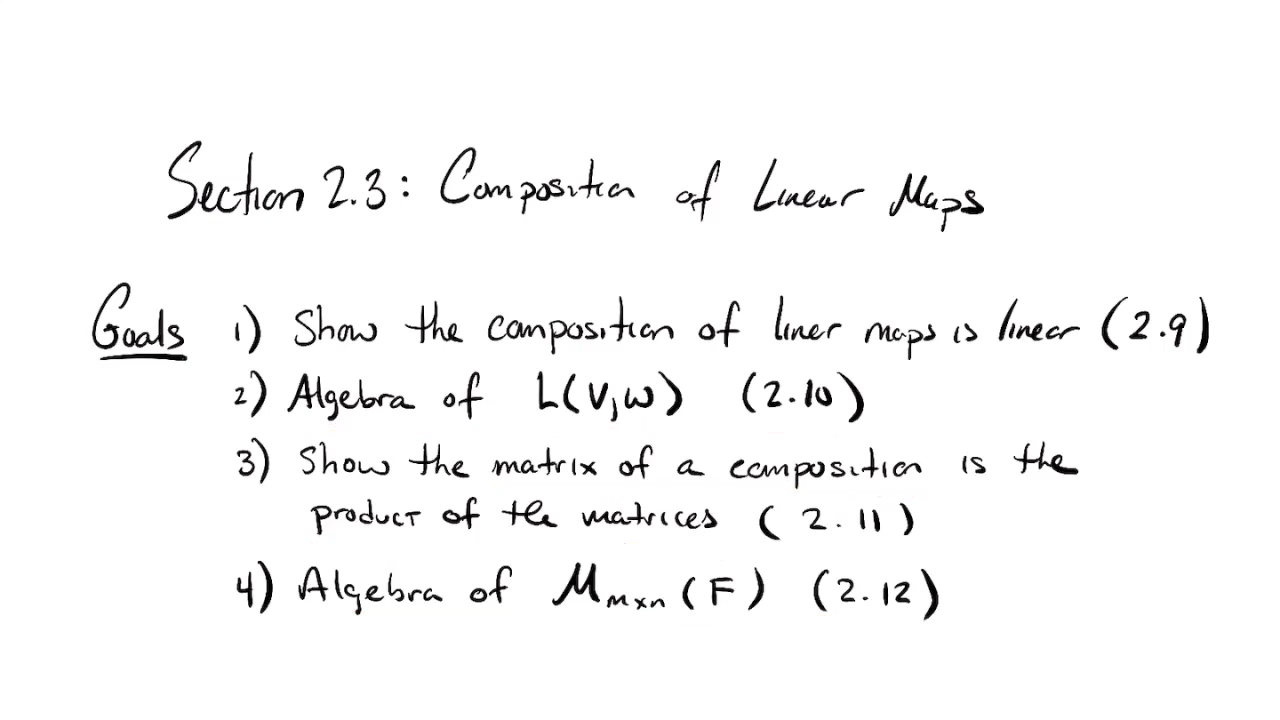 Section 2.3: Composition of Linear Maps
Goals 1) Show the composition of liner maps is linear (2.9)
2) Algebra of L(V,W) (2.10)
3) Show the matrix of a composition is the
product of the matrices (2.11)
4) Algebra of Mmxn(F) (2.12)